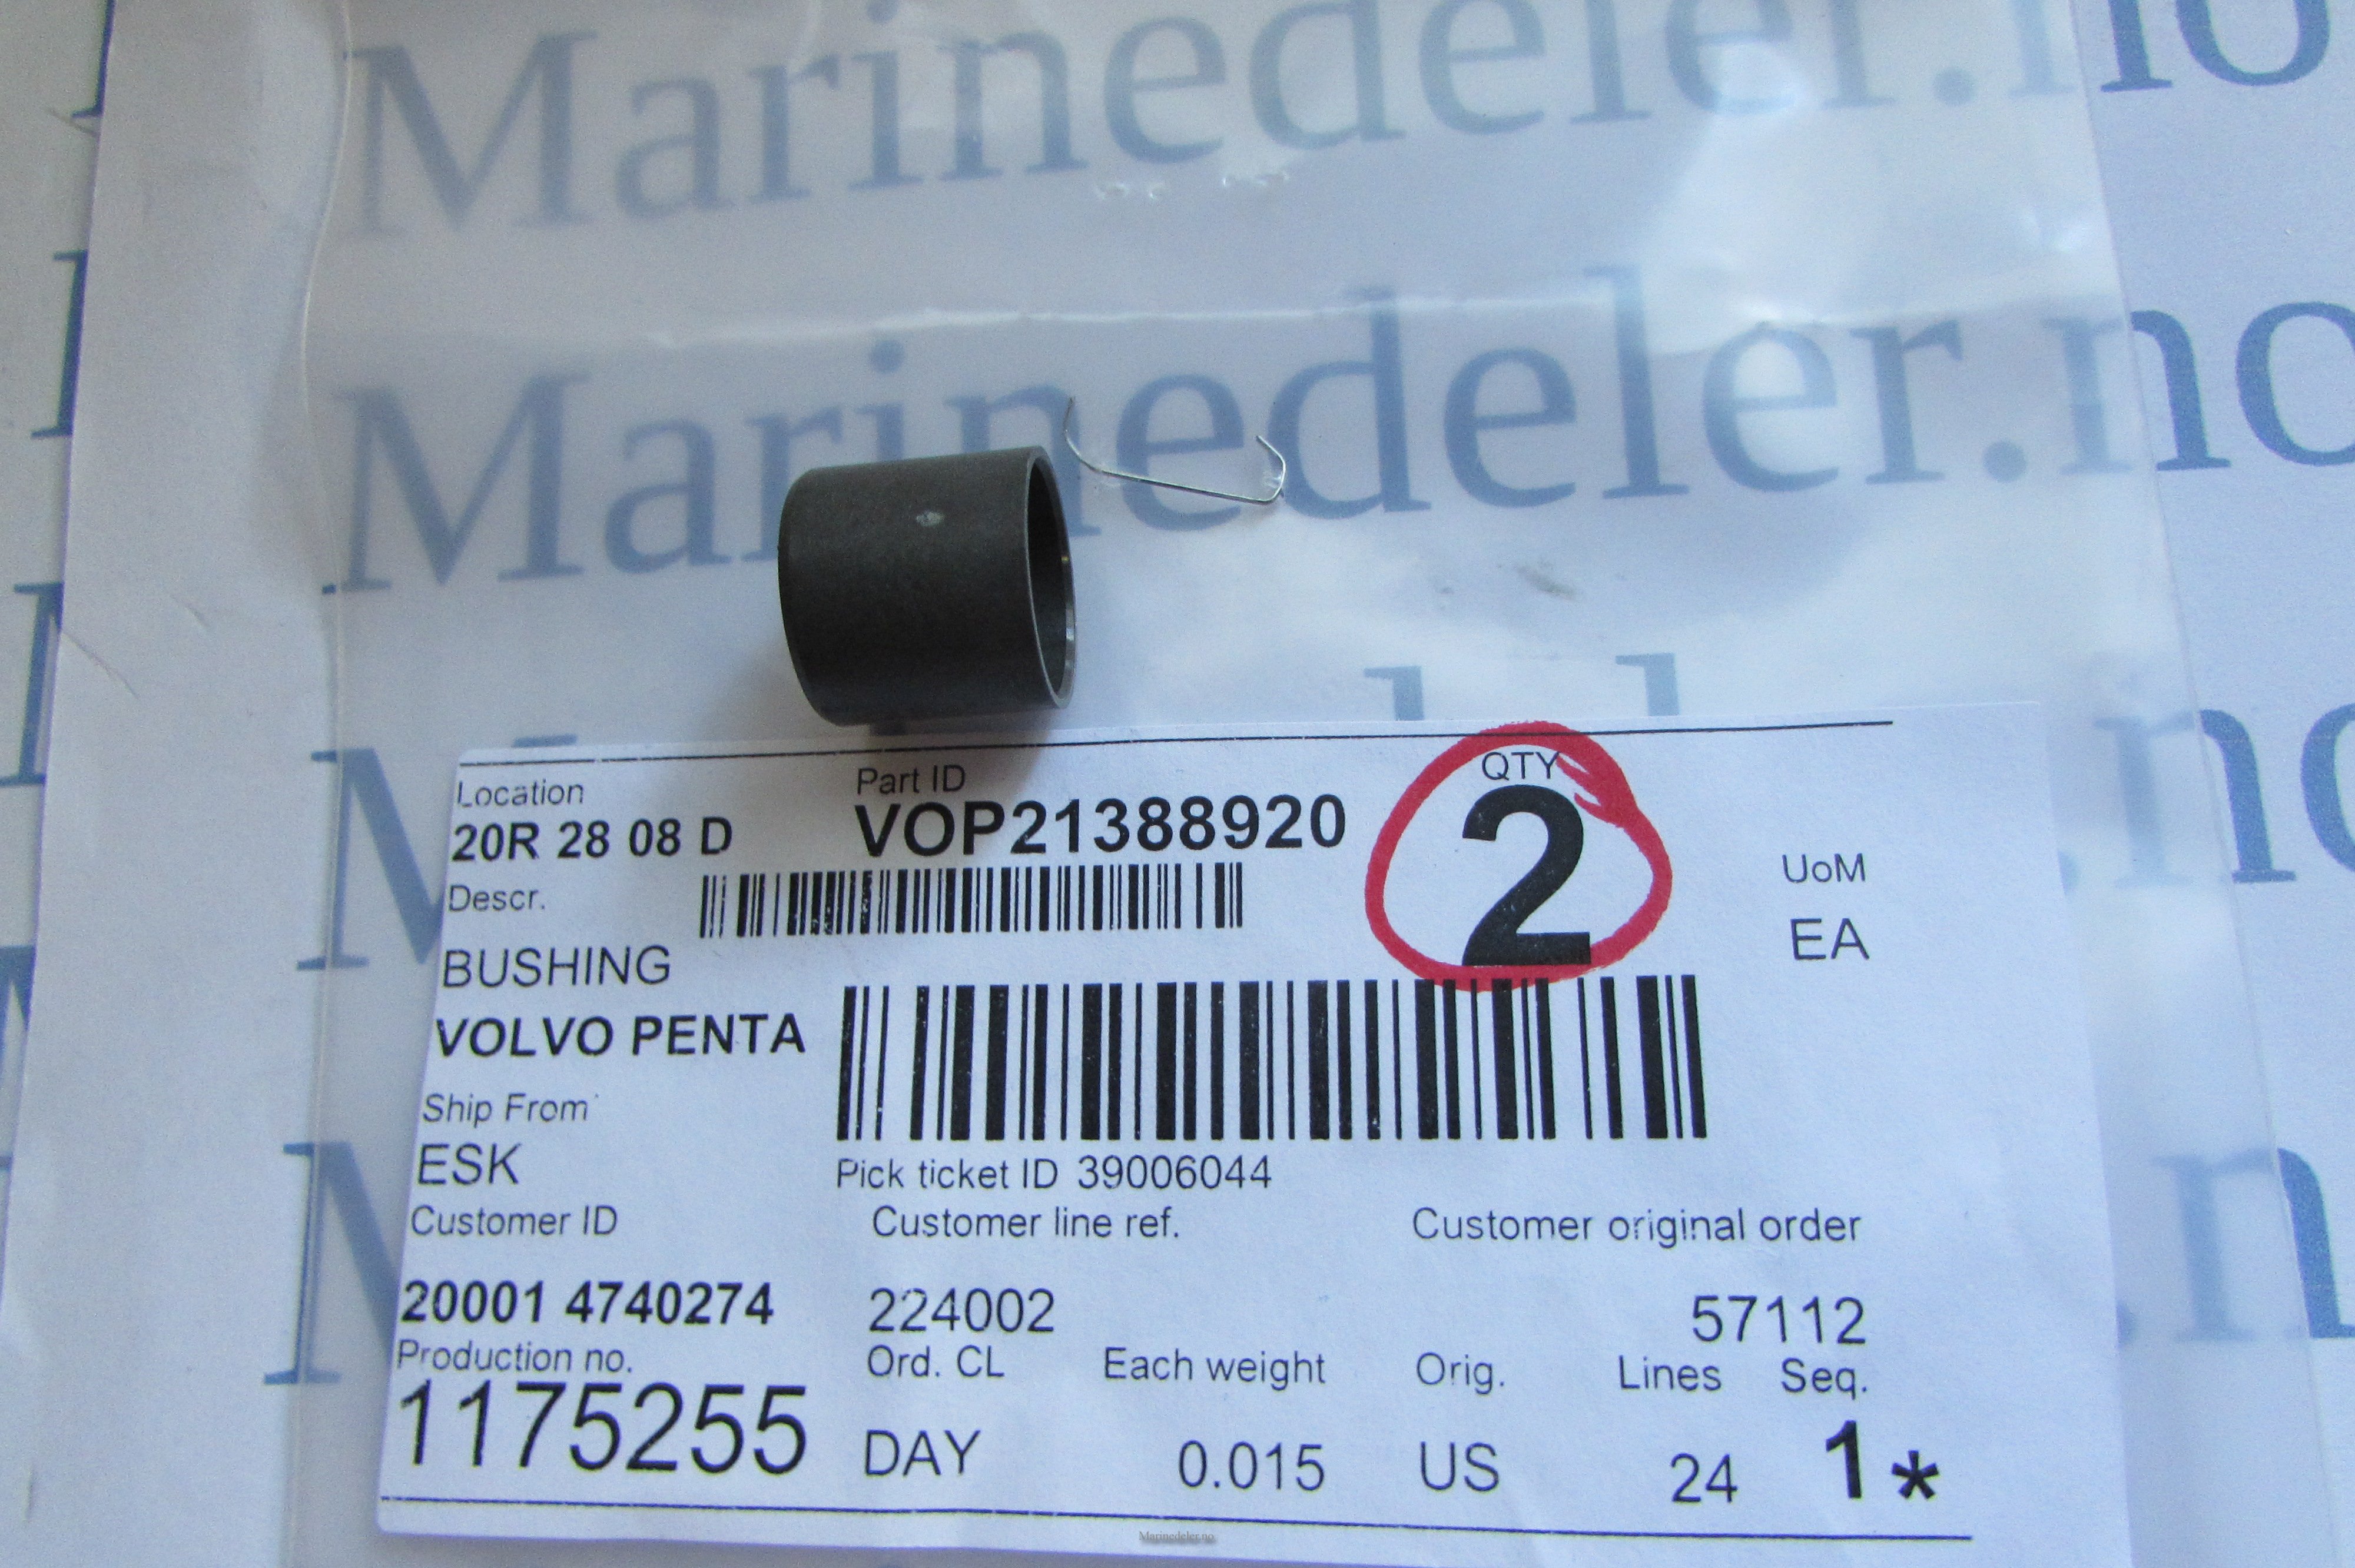 Marinedeler.no
Marinedeler.no
Location
Part ID
QTY
20R 28 08 D
VOP21388920
2
UoM
Descr.
EA
BUSHING
VOLVO PENTA
Ship From
ESK
Pick ticket ID 39006044
Customer ID
Customer line ref.
Customer original order
20001 4740274
224002
57112
Production no.
Ord. CL
Each weight
Orig.
Lines
Seq.
1175255
DAY
0.015
US
24
1*
Marinedeler.no